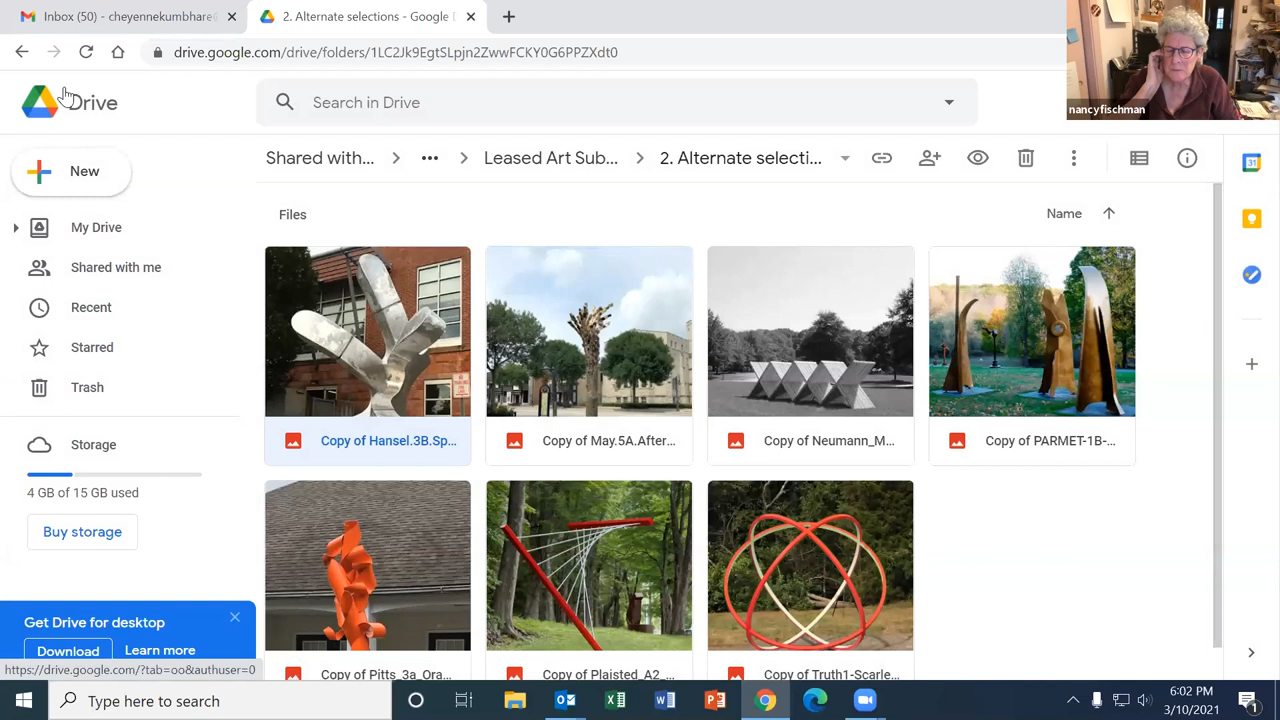 Inbox (50) - cheyennekumbhare@
2. Alternate selections - Google D
drive.google.com/drive/folders/1LC2Jk9EgtSLpjn2ZwwFCKY0G6PPZXdt0
Drive
Search in Drive
nancyfischman
New
Shared with...
Leased Art Sub...
2. Alternate selecti...
My Drive
Shared with me
Recent
Starred
Trash
Storage
4 GB of 15 GB used
Buy storage
Files
Name
Copy of Hansel.3B.Sp...
Copy of May.5A.After...
Copy of Neumann_M...
Copy of PARMET-1B-...
Copy of Pitts_3a_Ora...
Copy of Plaisted_A2_...
Copy of Truth1-Scarle...
31
Get Drive for desktop
Download
Learn more
https://drive.google.com/?tab=oo&authuser=0
Type here to search
6:02 PM
3/10/2021
1